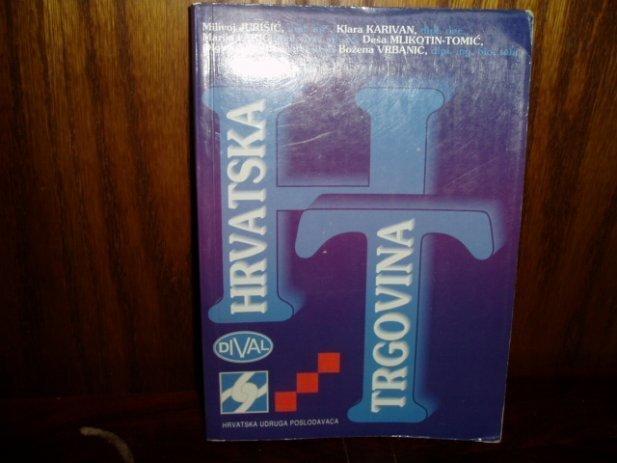 Milivoj JURIŠIĆ, Klara KARIVAN,
Daša MLIKOTIN-TOMIĆ,
Božena VRBANIĆ,
HRVATSKA
TRGOVINA
DIVAL
HRVATSKA UDRUGA POSLODAVACA